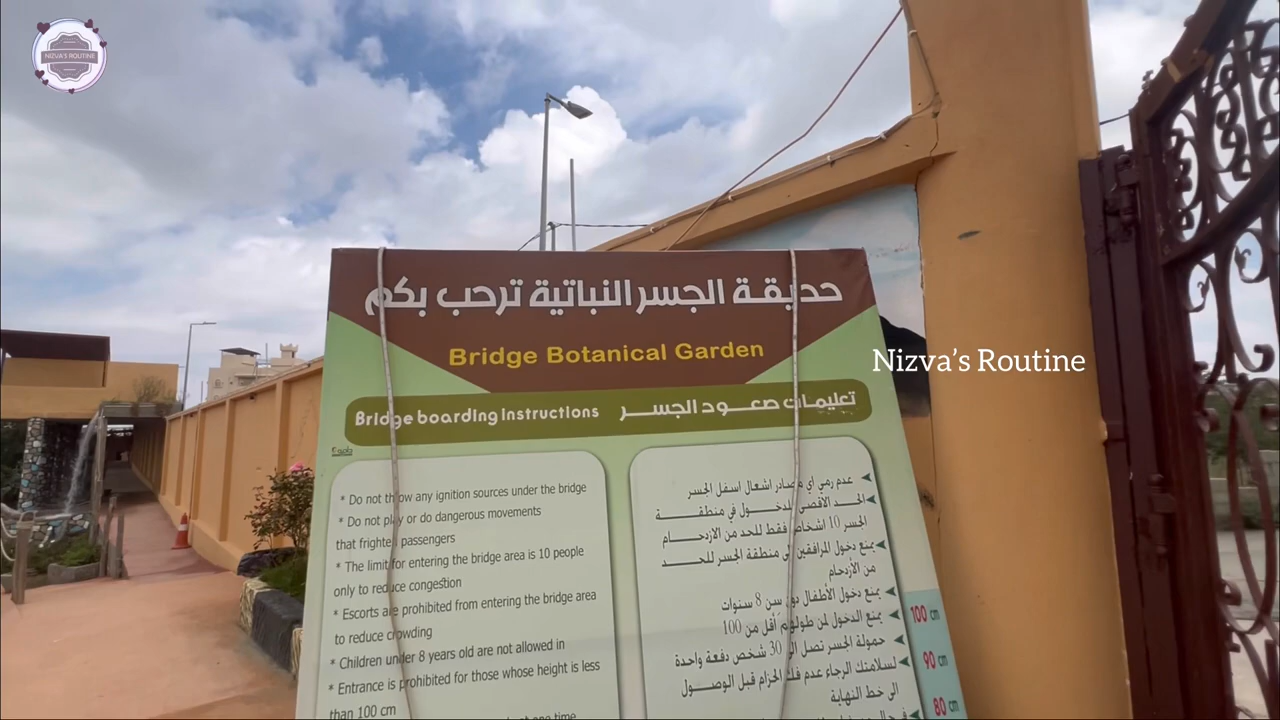 NIZVA'S ROUTINE
حديقة الجسر النباتية ترحب بكم
Bridge Botanical Garden
Nizva's Routine
Bridge boarding Instructions
تعليمات صعود الجسر
* Do not throw any ignition sources under the bridge
* Do not play or do dangerous movements
that frighten passengers
* The limit for entering the bridge area is 10 people
only to reduce congestion
* Escorts are prohibited from entering the bridge area
to reduce crowding
* Children under 8 years old are not allowed in
* Entrance is prohibited for those whose height is less
than 100 cm
one time
عدم رمي اي مصادر اشعال اسفل الجسر
الحد الاقصى للدخول في منطقة
الجسر 10 اشخاص فقط للحد من الازدحام
يمنع دخول المرافقين الى منطقة الجسر للحد
من الأزدحام
يمنع دخول الأطفال دون سن 8 سنوات
يمنع الدخول لمن طولهم أقل من 100
حمولة الجسر تصل الى 30 شخص دفعة واحدة
لسلامتك الرجاء عدم فك الحزام قبل الوصول
الى خط النهاية
100 cm
90 cm
80 cm